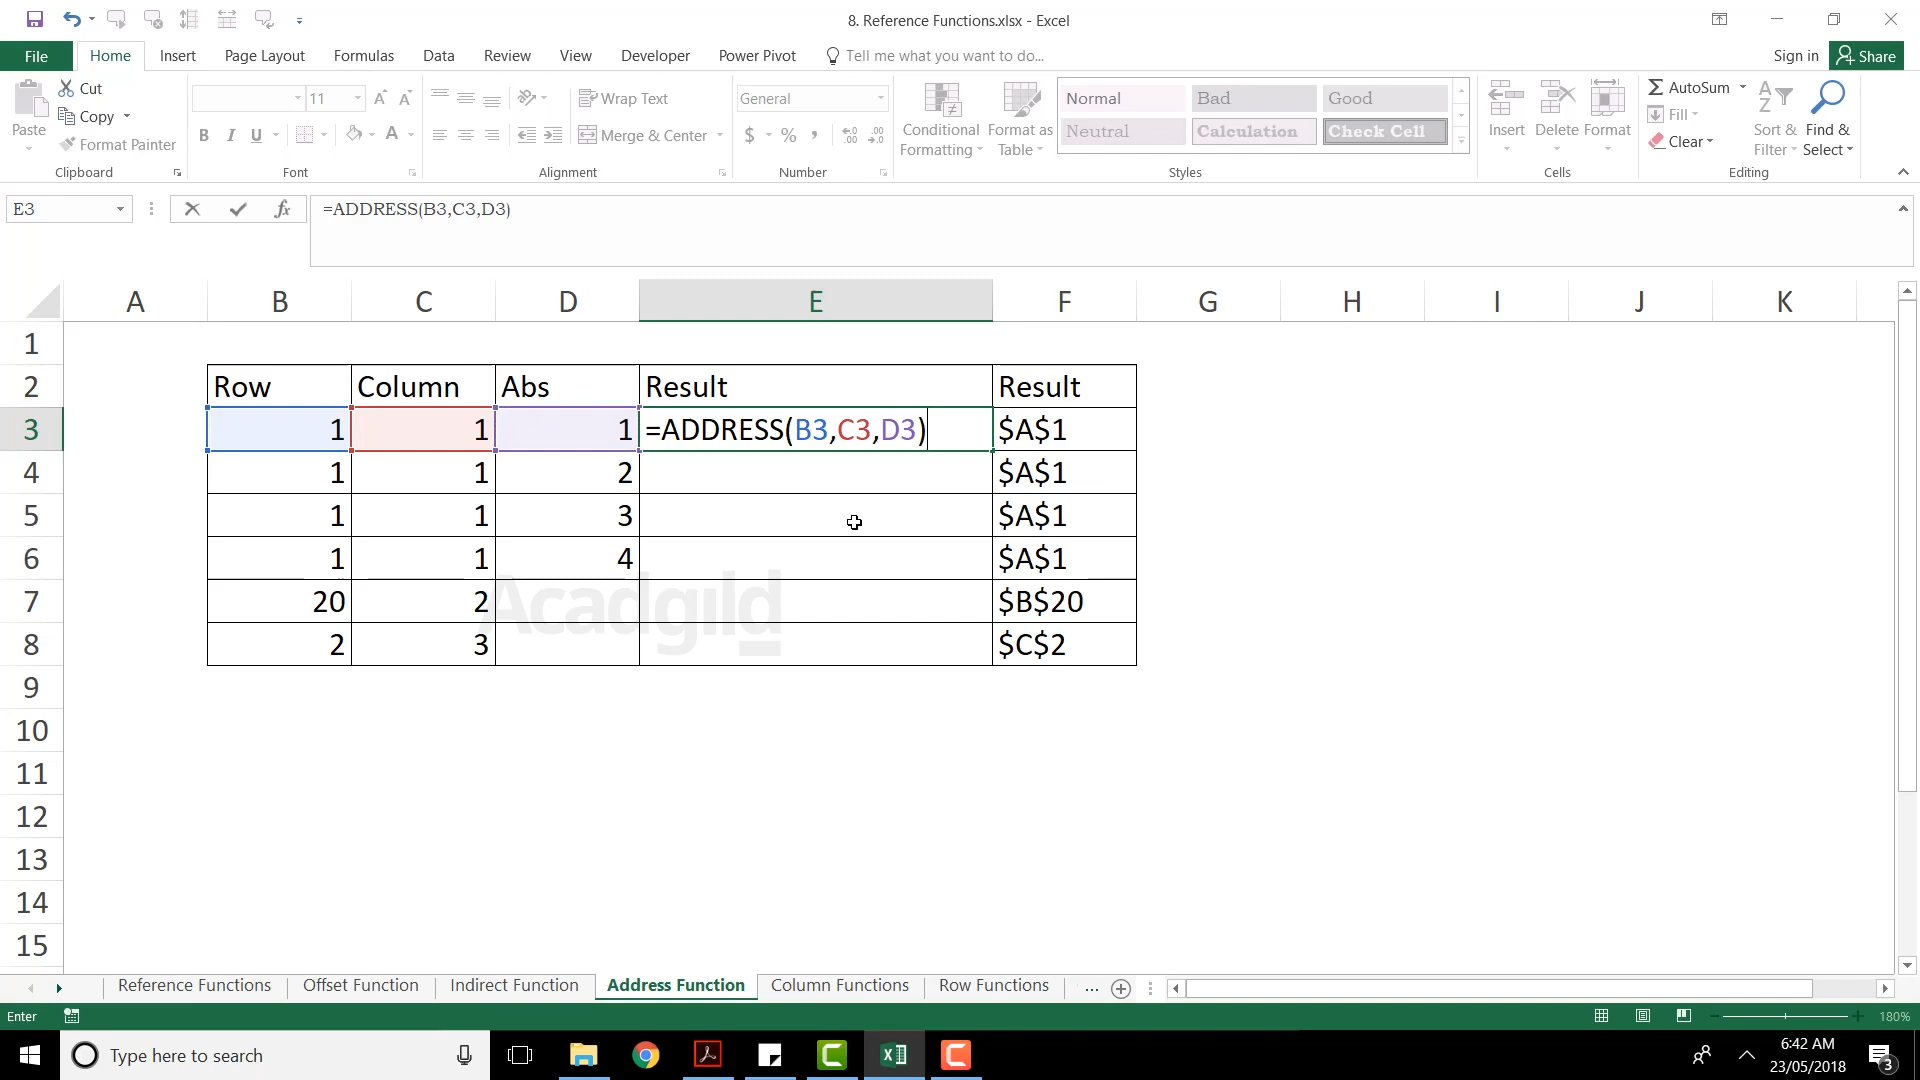 8. Reference Functions.xlsx - Excel
File Home Insert Page Layout Formulas Data Review View Developer Power Pivot Tell me what you want to do... Sign in Share
Paste Cut
Copy
Format Painter
Clipboard
11
B I U A
Font
Wrap Text
Merge & Center
Alignment
General
$ % ,
Number
Conditional
Formatting
Format as
Table
Normal Bad Good
Neutral Calculation Check Cell
Styles
Insert Delete Format
Cells
AutoSum
Fill
Clear
Sort &
Filter
Find &
Select
Editing
E3 fx =ADDRESS(B3,C3,D3)
A B C D E F G H I J K
1
2 Row Column Abs Result Result
3 1 1 1 =ADDRESS(B3,C3,D3) $A$1
4 1 1 2 $A$1
5 1 1 3 $A$1
6 1 1 4 $A$1
7 20 2 $B$20
8 2 3 $C$2
Acadgild
9
10
11
12
13
14
15
Reference Functions Offset Function Indirect Function Address Function Column Functions Row Functions ...
Enter 180%
Type here to search
6:42 AM
23/05/2018
3